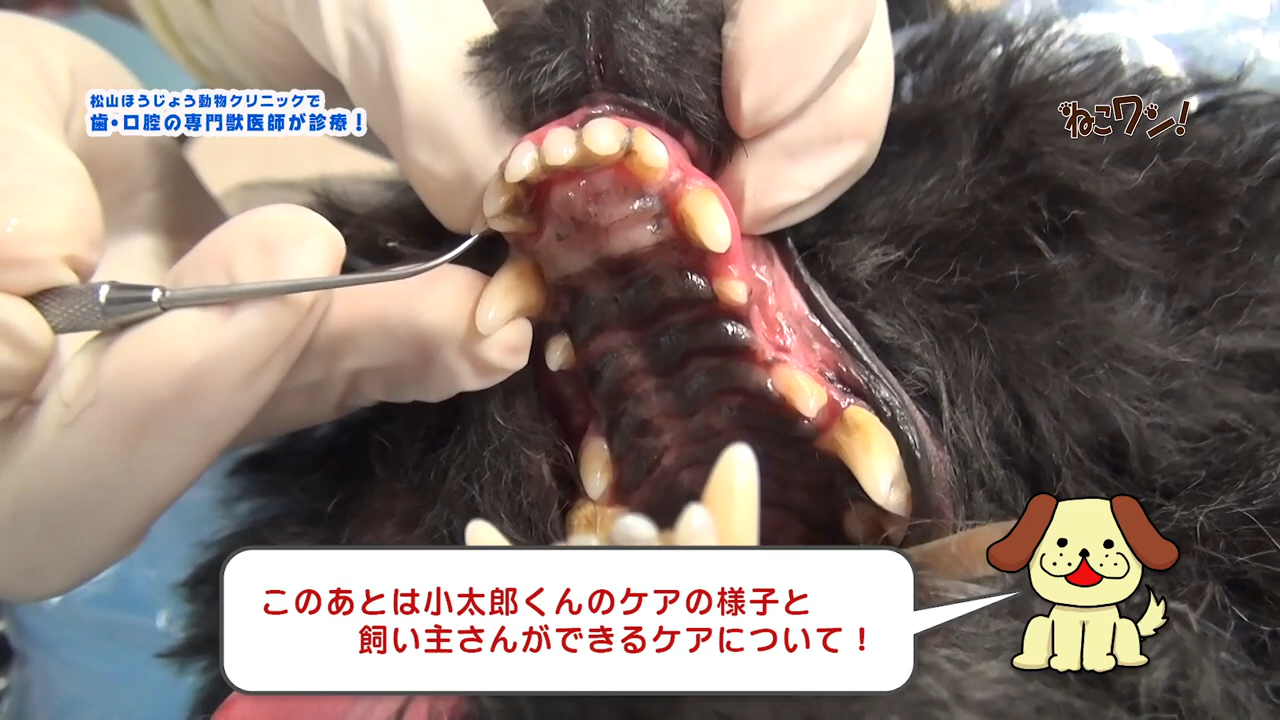 松山ほうじょう動物クリニックで
歯・口腔の専門獣医師が診療！
ねこワン！
このあとは小太郎くんのケアの様子と
飼い主さんができるケアについて！